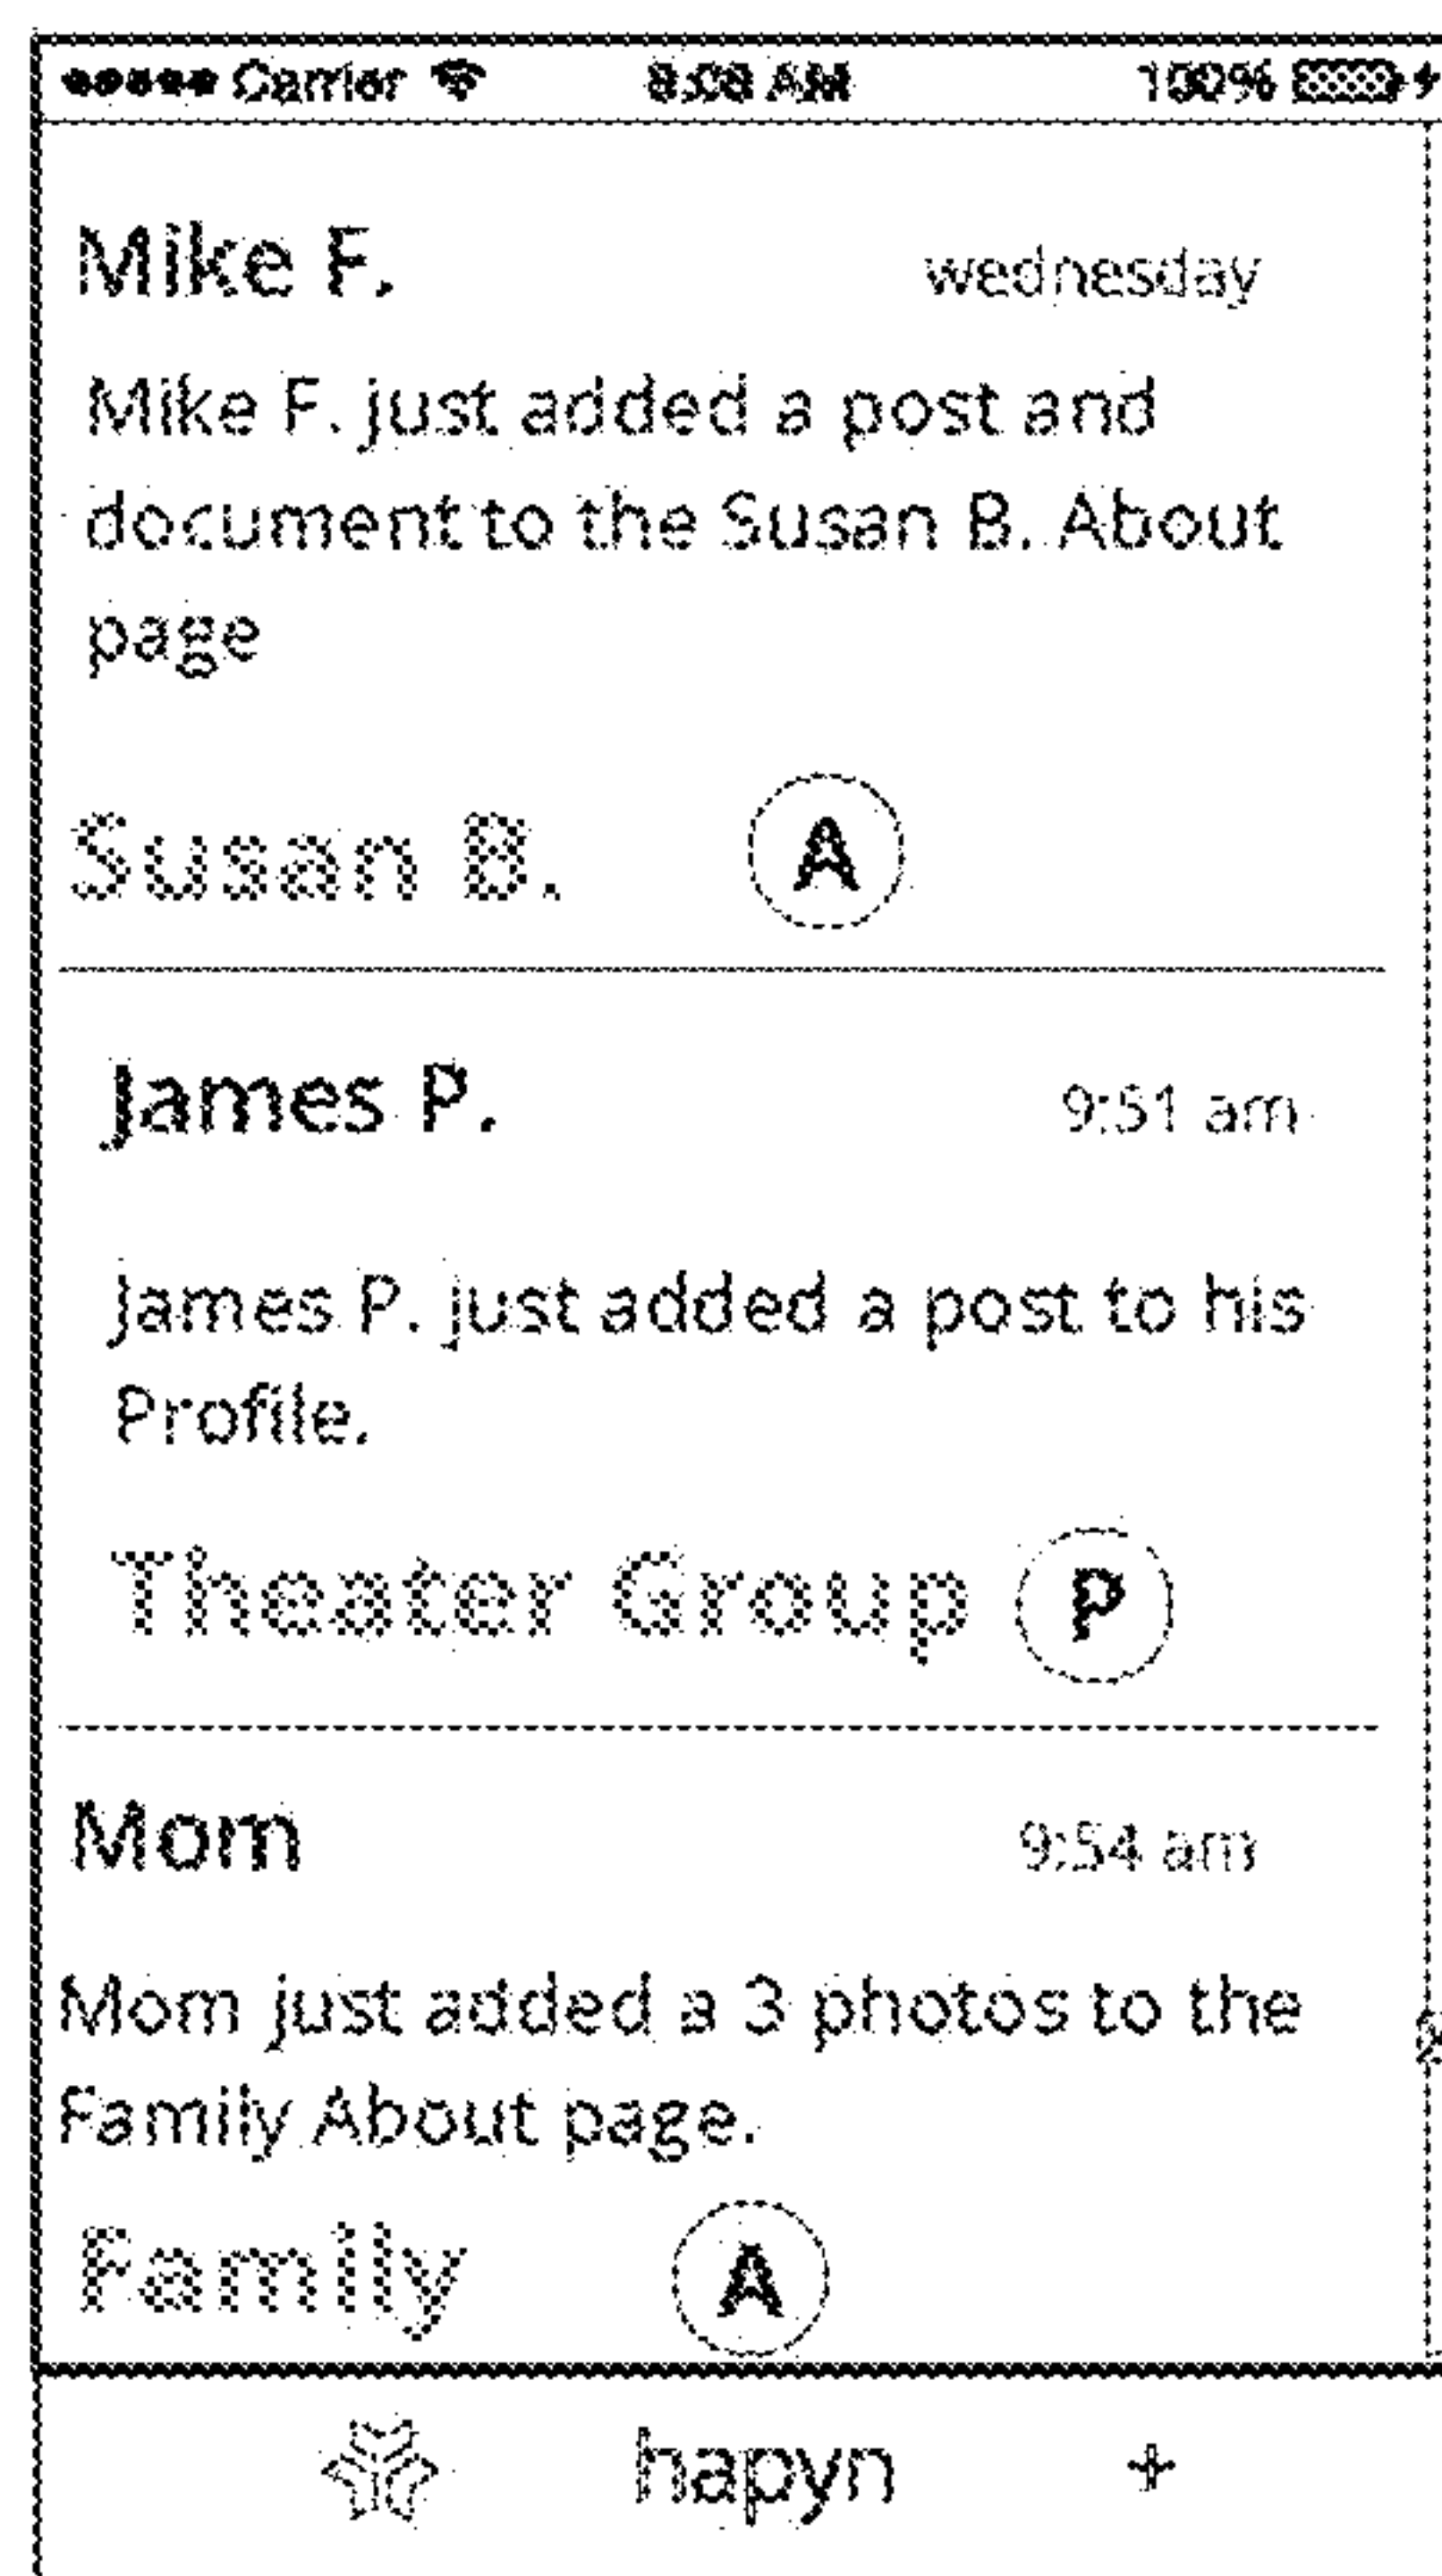 Carrier 8:08 AM 100%
Mike F. wednesday
Mike F. just added a post and
document to the Susan B. About
page
Susan B. A
James P. 9:51 am
James P. just added a post to his
Profile.
Theater Group P
Mom 9:54 am
Mom just added a 3 photos to the
Family About page.
Family A
hapyn +